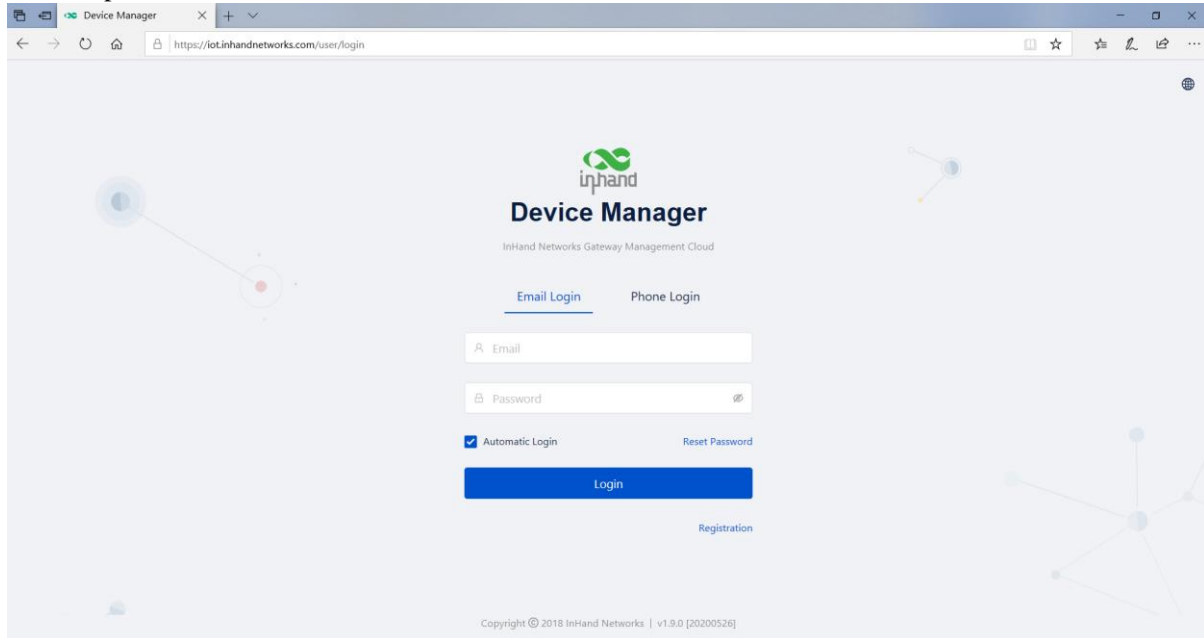 Device Manager
https://iot.inhandnetworks.com/user/login
inhand
Device Manager
InHand Networks Gateway Management Cloud
Email Login Phone Login
Email
Password
Automatic Login Reset Password
Login
Registration
Copyright © 2018 InHand Networks | v1.9.0 [20200526]